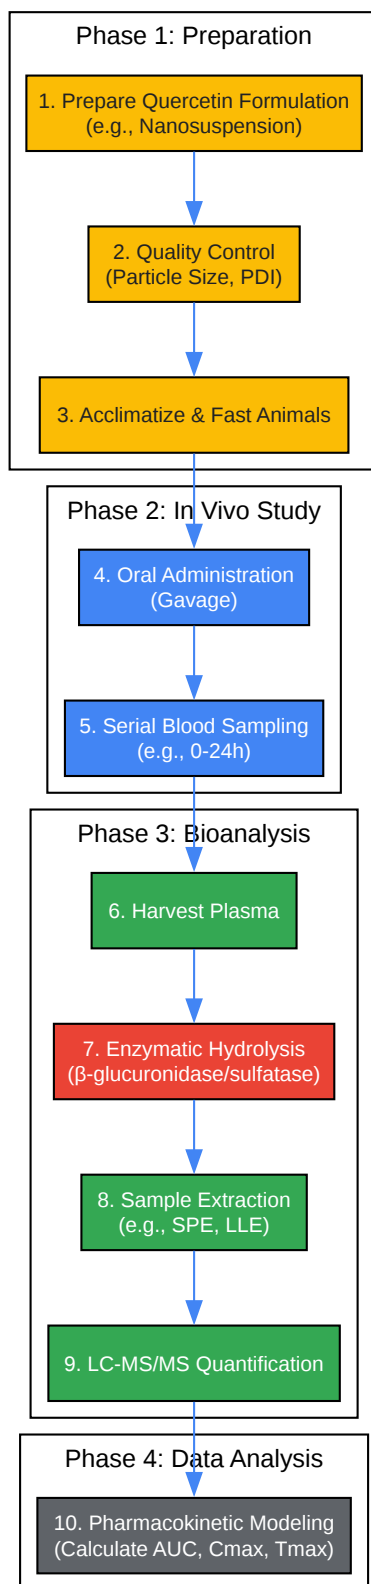 Phase 1: Preparation
1. Prepare Quercetin Formulation
(e.g., Nanosuspension)
2. Quality Control
(Particle Size, PDI)
3. Acclimatize & Fast Animals
Phase 2: In Vivo Study
4. Oral Administration
(Gavage)
5. Serial Blood Sampling
(e.g., 0-24h)
Phase 3: Bioanalysis
6. Harvest Plasma
7. Enzymatic Hydrolysis
(β-glucuronidase/sulfatase)
8. Sample Extraction
(e.g., SPE, LLE)
9. LC-MS/MS Quantification
Phase 4: Data Analysis
10. Pharmacokinetic Modeling
(Calculate AUC, Cmax, Tmax)